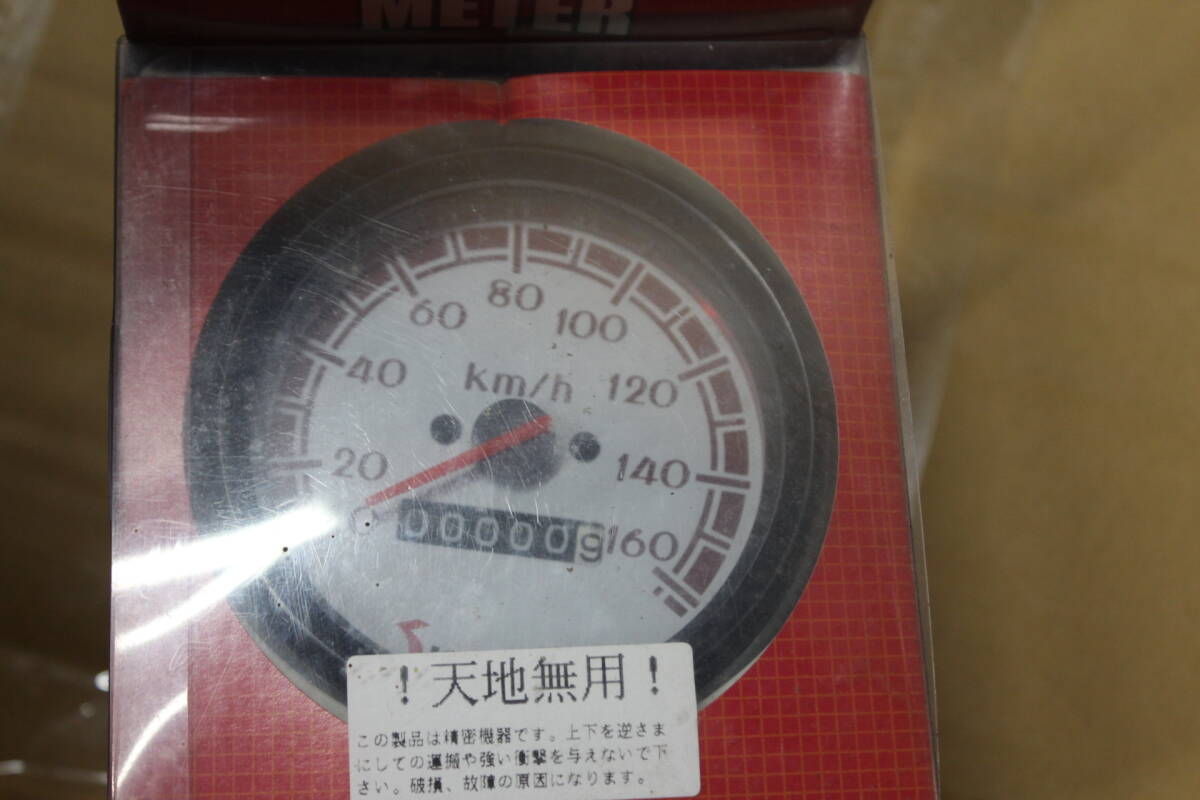 METER
80
60
100
40
km/h
120
20
140
0
000009
160
！天地無用！
この製品は精密機器です。上下を逆さま
にしての運搬や強い衝撃を与えないで下
さい。破損、故障の原因になります。